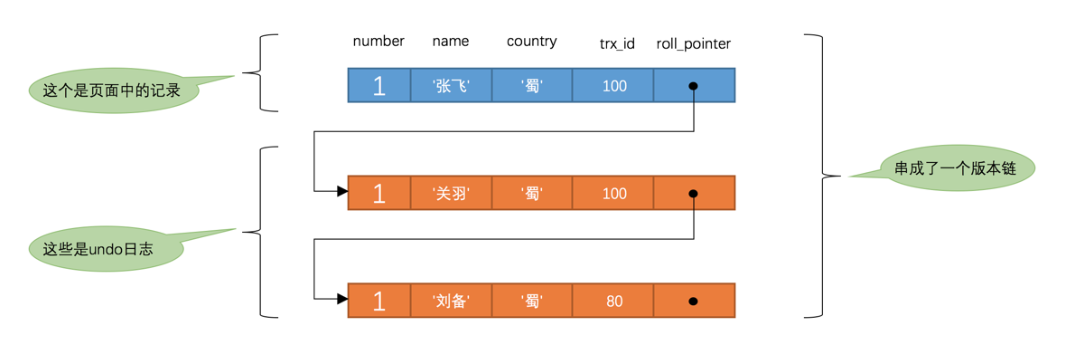 number name country trx_id roll_pointer
这个是页面中的记录
1 '张飞' '蜀' 100
串成了一个版本链
1 '关羽' '蜀' 100
这些是undo日志
1 '刘备' '蜀' 80